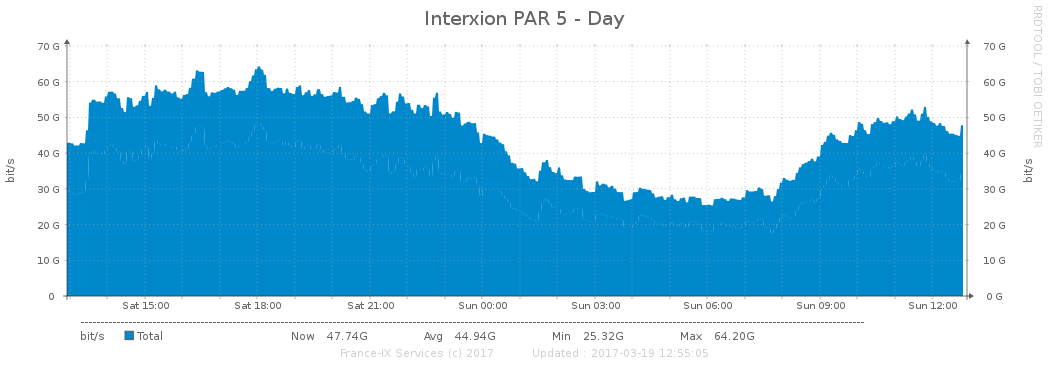 Interxion PAR 5 - Day
RRDTOOL / TOBI OETIKER
bit/s
70 G
60 G
50 G
40 G
30 G
20 G
10 G
0
70 G
60 G
50 G
40 G
30 G
20 G
10 G
0 G
bit/s
Sat 15:00 Sat 18:00 Sat 21:00 Sun 00:00 Sun 03:00 Sun 06:00 Sun 09:00 Sun 12:00
bit/s Total Now 47.74G Avg 44.94G Min 25.32G Max 64.20G
France-IX Services (c) 2017 Updated : 2017-03-19 12:55:05